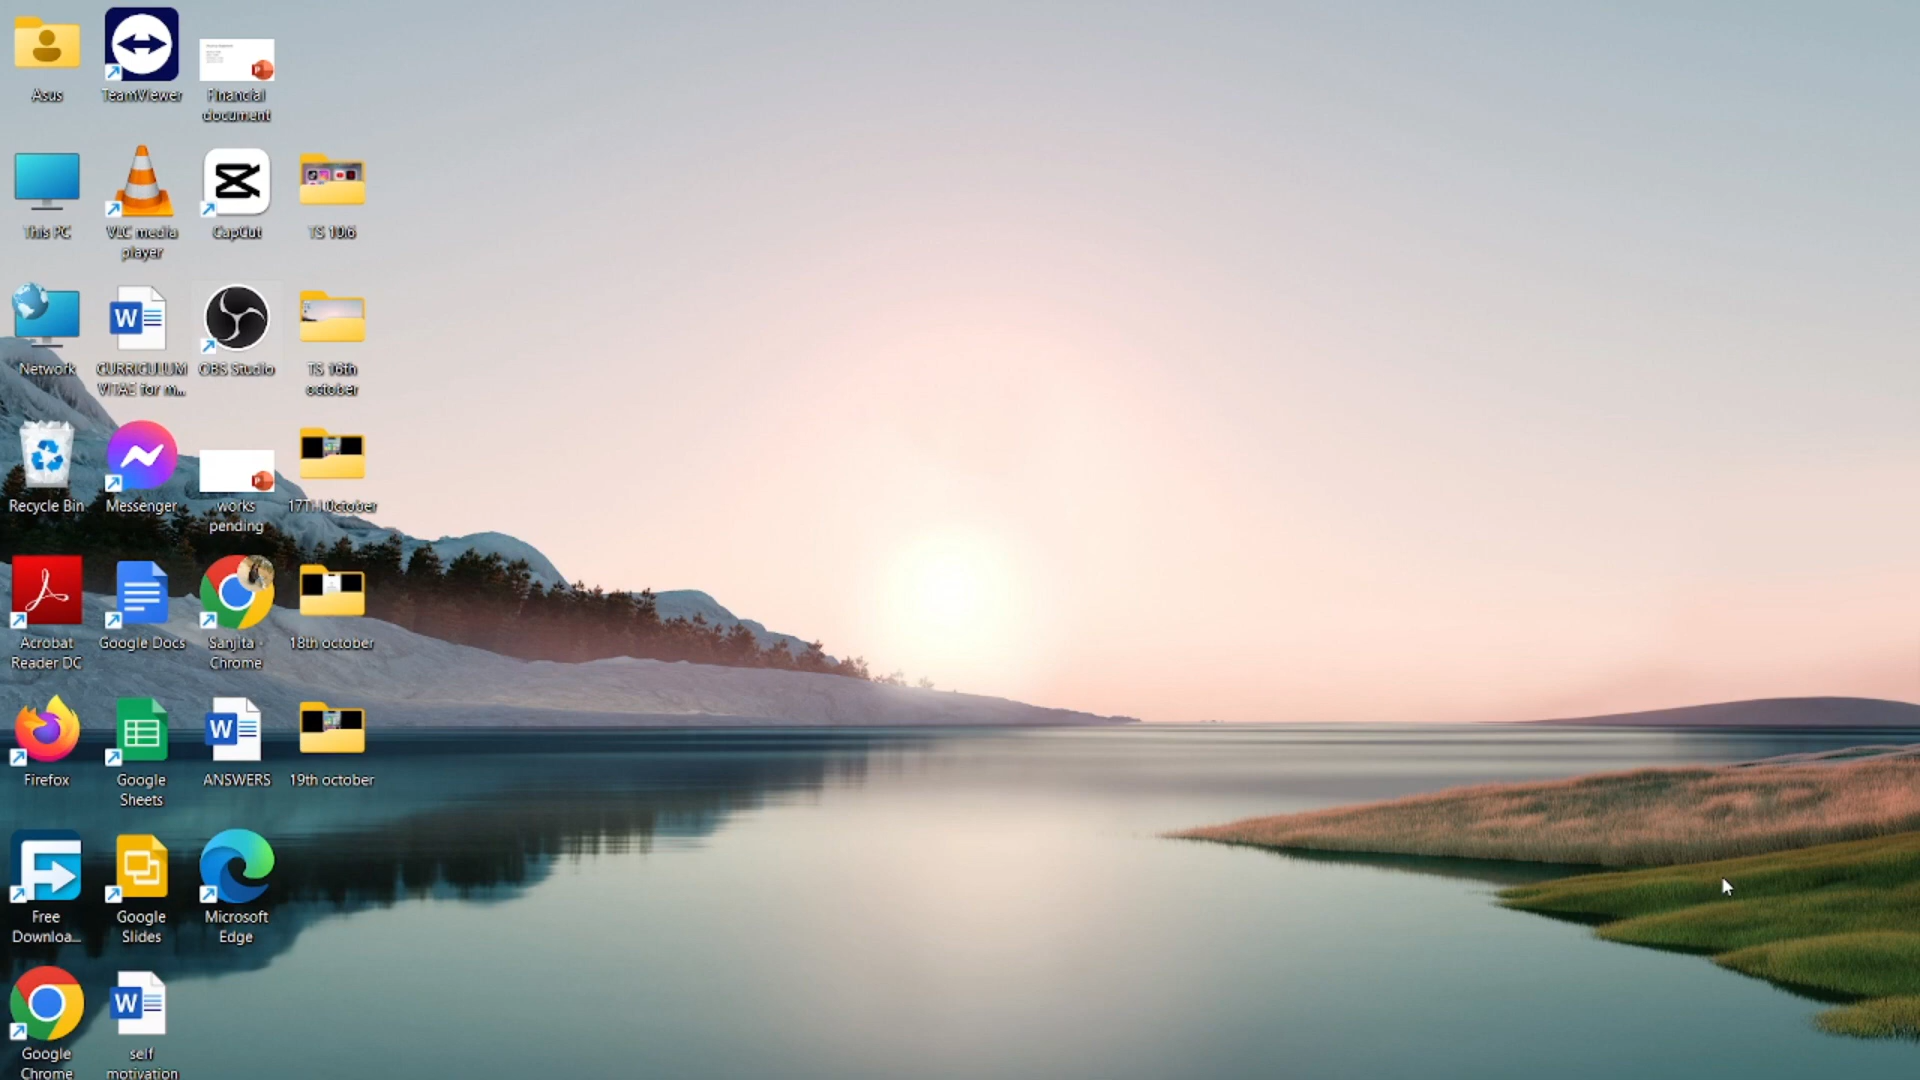 Asus
TeamViewer
Financial
document
This PC
VLC media
player
CapCut
TS 10.6
Network
CURRICULUM
VITAE for m...
OBS Studio
TS 16th
october
Recycle Bin
Messenger
works
pending
17TH October
Acrobat
Reader DC
Google Docs
Sanjita -
Chrome
18th october
Firefox
Google
Sheets
ANSWERS
19th october
Free
Downloa...
Google
Slides
Microsoft
Edge
Google
Chrome
self
motivation